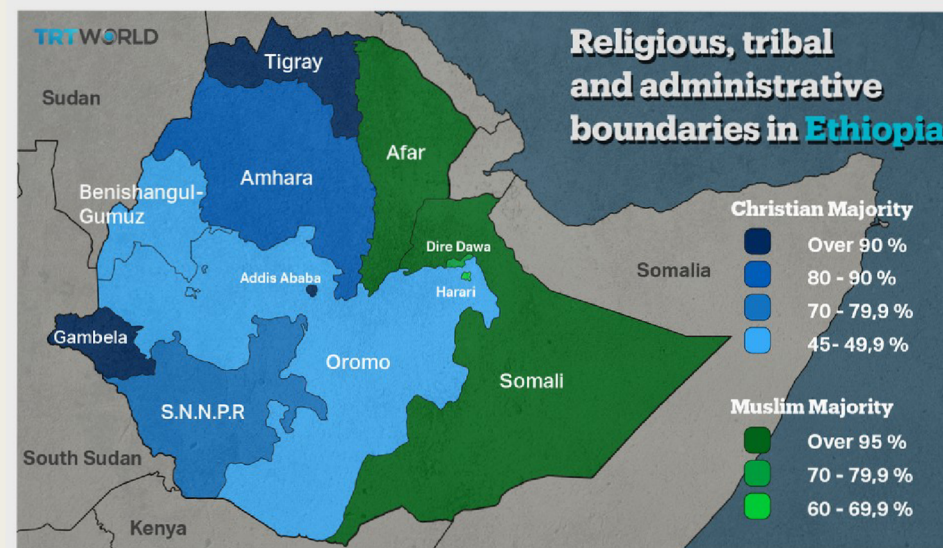 TRT WORLD
Religious, tribal
and administrative
boundaries in Ethiopia
Tigray
Sudan
Afar
Amhara
Benishangul-
Gumuz
Christian Majority
Over 90 %
80 - 90 %
70 - 79,9 %
45- 49,9 %
Dire Dawa
Addis Ababa
Harari
Somalia
Gambela
Oromo
Somali
S.N.N.P.R
Muslim Majority
Over 95 %
70 - 79,9 %
60 - 69,9 %
South Sudan
Kenya